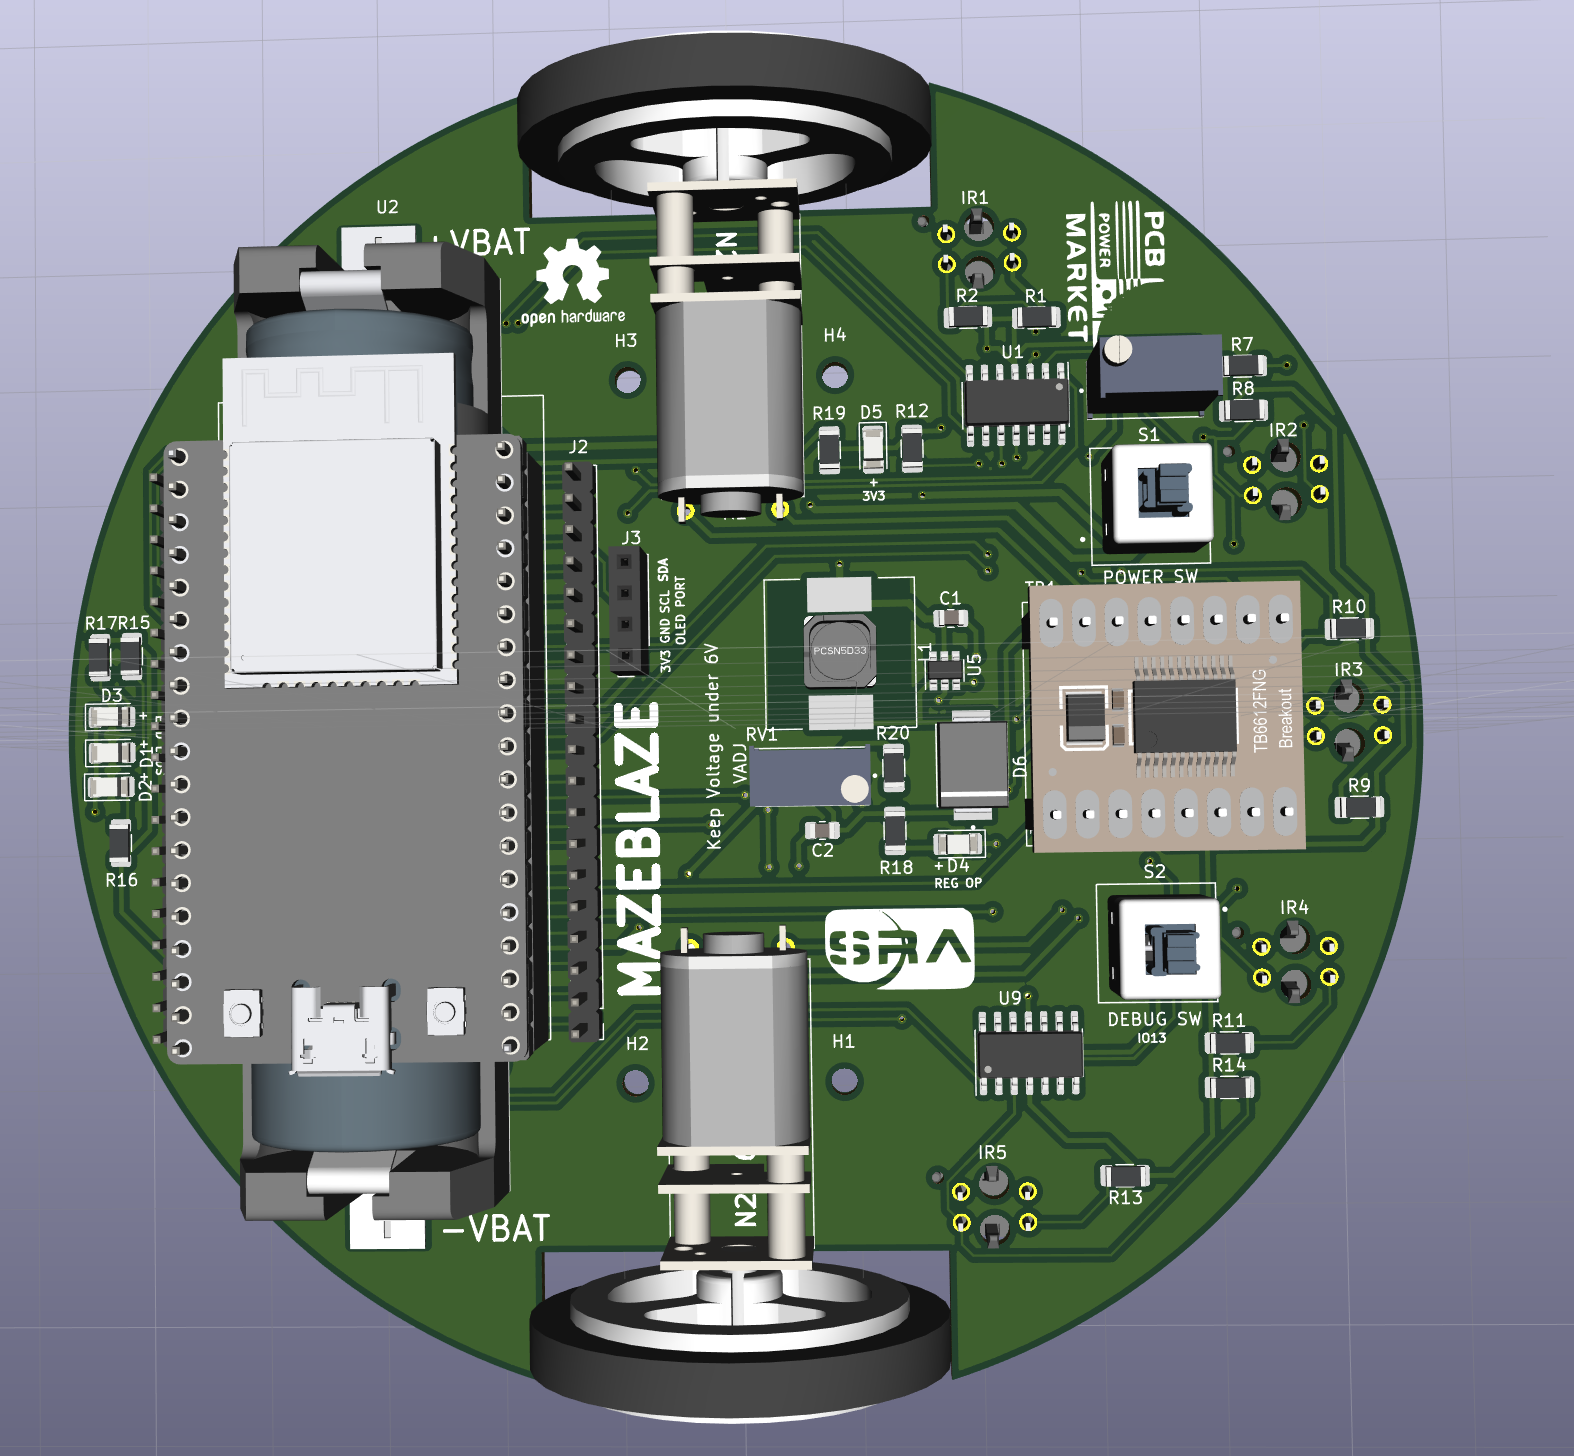 U2
+VBAT
open hardware
IR1
PCB
POWER
MARKET
R2
R1
H3
H4
U1
R7
R8
R19
D5
R12
+
3V3
S1
IR2
J2
J3
3V3 GND SCL SDA
OLED PORT
POWER SW
C1
R10
R17
R15
PCSN5D33
U5
IR3
D3
+
D1+
D2+
Keep Voltage under 6V
MAZEBLAZE
RV1
VADJ
R20
D6
TB6612FNG
Breakout
R9
R16
C2
R18
+D4
REG OP
S2
SRA
IR4
U9
DEBUG SW
IO13
R11
R14
H2
H1
IR5
R13
N2
-VBAT